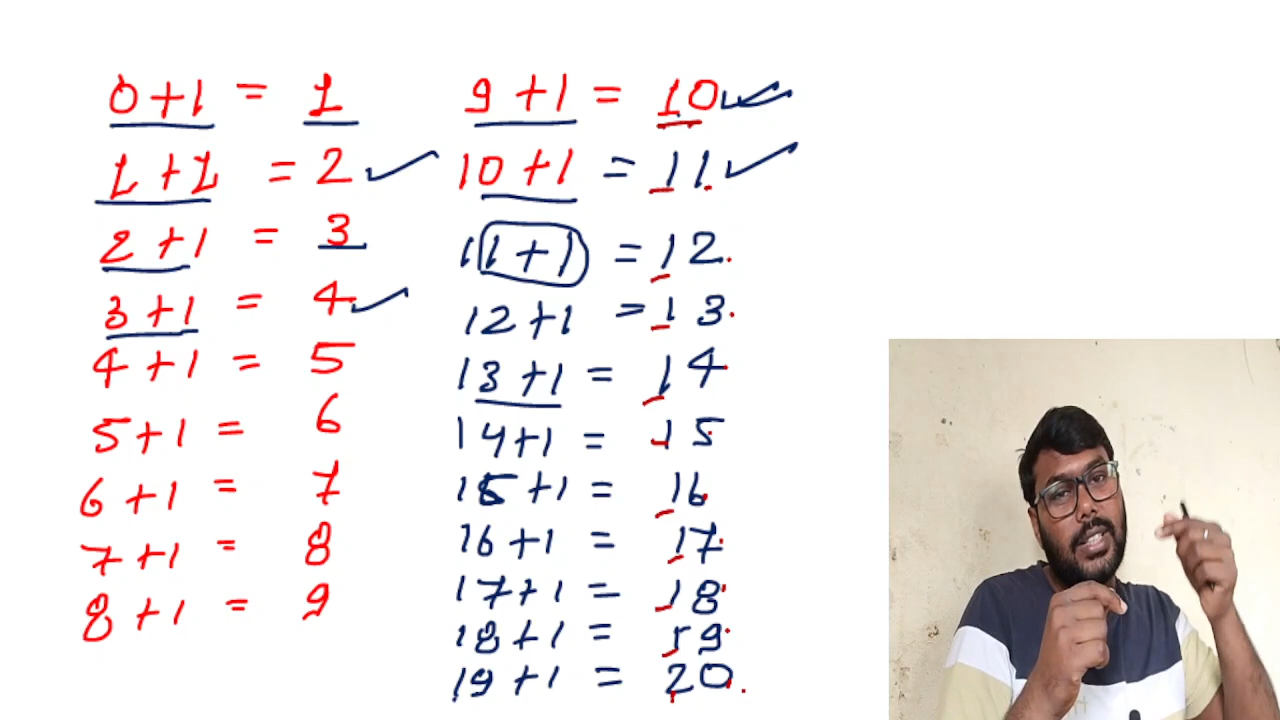 0+1 = 1
1+1 = 2
2+1 = 3
3+1 = 4
4+1 = 5
5+1 = 6
6+1 = 7
7+1 = 8
8+1 = 9
9+1 = 10
10+1 = 11
11+1 = 12
12+1 = 13
13+1 = 14
14+1 = 15
15+1 = 16
16+1 = 17
17+1 = 18
18+1 = 19
19+1 = 20